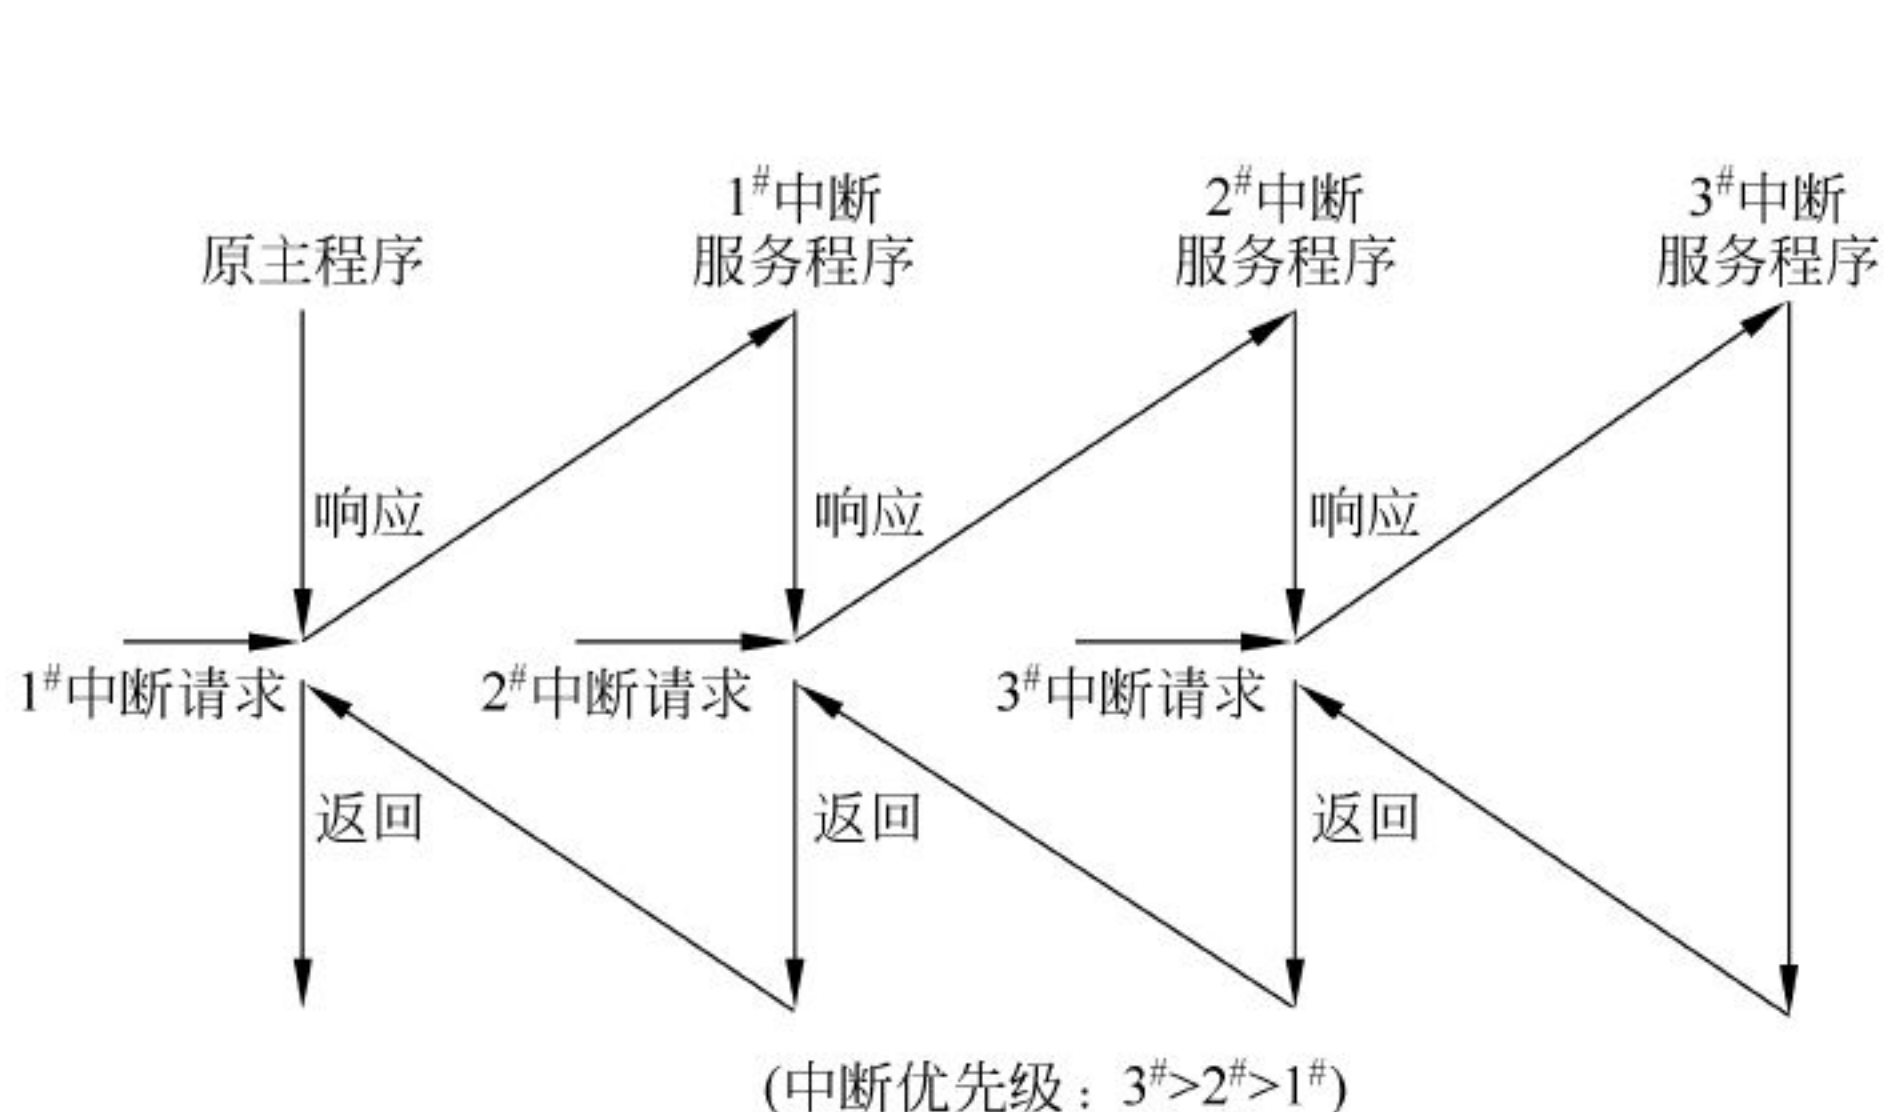 1#中断
2#中断
3#中断
原主程序
服务程序
服务程序
服务程序
响应
响应
响应
1#中断请求
2#中断请求
3#中断请求
返回
返回
返回
(中断优先级：3#>2#>1#)